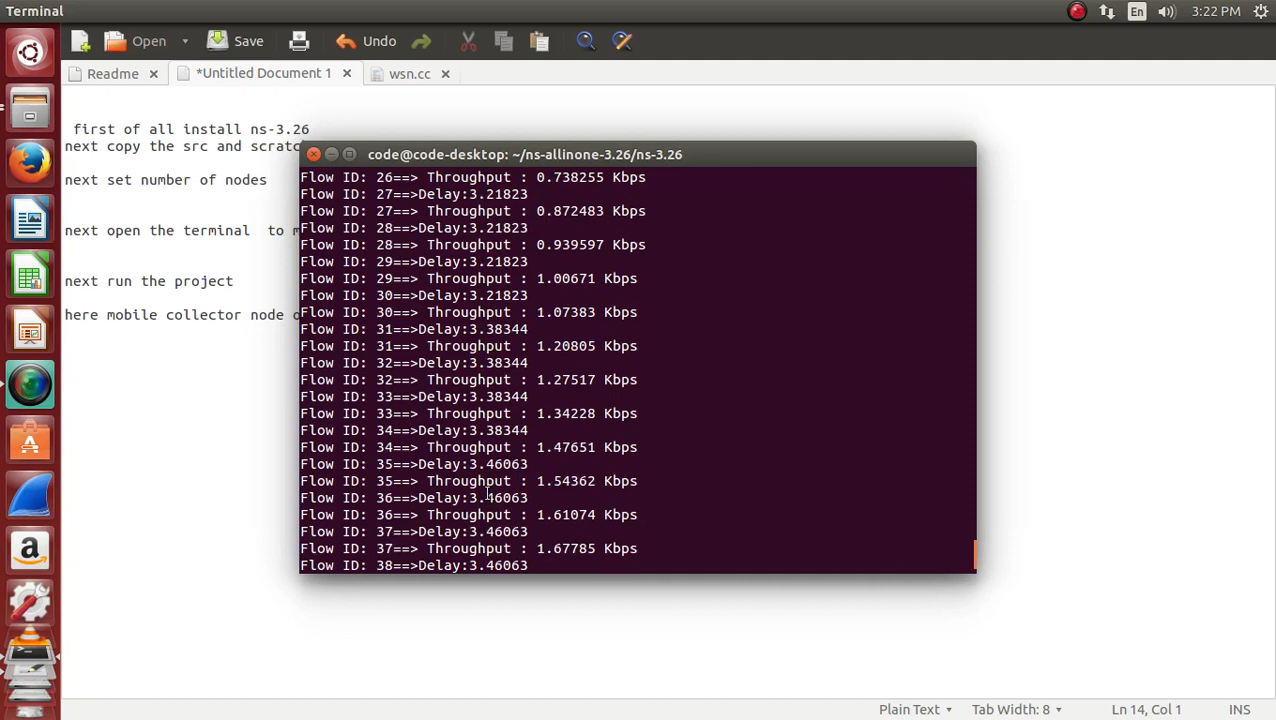 Terminal
En
3:22 PM
Open
Save
Undo
Readme
*Untitled Document 1
wsn.cc
first of all install ns-3.26
next copy the src and scratc
next set number of nodes
next open the terminal to
next run the project
here mobile collector node
code@code-desktop: ~/ns-allinone-3.26/ns-3.26
Flow ID: 26==> Throughput : 0.738255 Kbps
Flow ID: 27==>Delay:3.21823
Flow ID: 27==> Throughput : 0.872483 Kbps
Flow ID: 28==>Delay:3.21823
Flow ID: 28==> Throughput : 0.939597 Kbps
Flow ID: 29==>Delay:3.21823
Flow ID: 29==> Throughput : 1.00671 Kbps
Flow ID: 30==>Delay:3.21823
Flow ID: 30==> Throughput : 1.07383 Kbps
Flow ID: 31==>Delay:3.38344
Flow ID: 31==> Throughput : 1.20805 Kbps
Flow ID: 32==>Delay:3.38344
Flow ID: 32==> Throughput : 1.27517 Kbps
Flow ID: 33==>Delay:3.38344
Flow ID: 33==> Throughput : 1.34228 Kbps
Flow ID: 34==>Delay:3.38344
Flow ID: 34==> Throughput : 1.47651 Kbps
Flow ID: 35==>Delay:3.46063
Flow ID: 35==> Throughput : 1.54362 Kbps
Flow ID: 36==>Delay:3.46063
Flow ID: 36==> Throughput : 1.61074 Kbps
Flow ID: 37==>Delay:3.46063
Flow ID: 37==> Throughput : 1.67785 Kbps
Flow ID: 38==>Delay:3.46063
Plain Text
Tab Width: 8
Ln 14, Col 1
INS